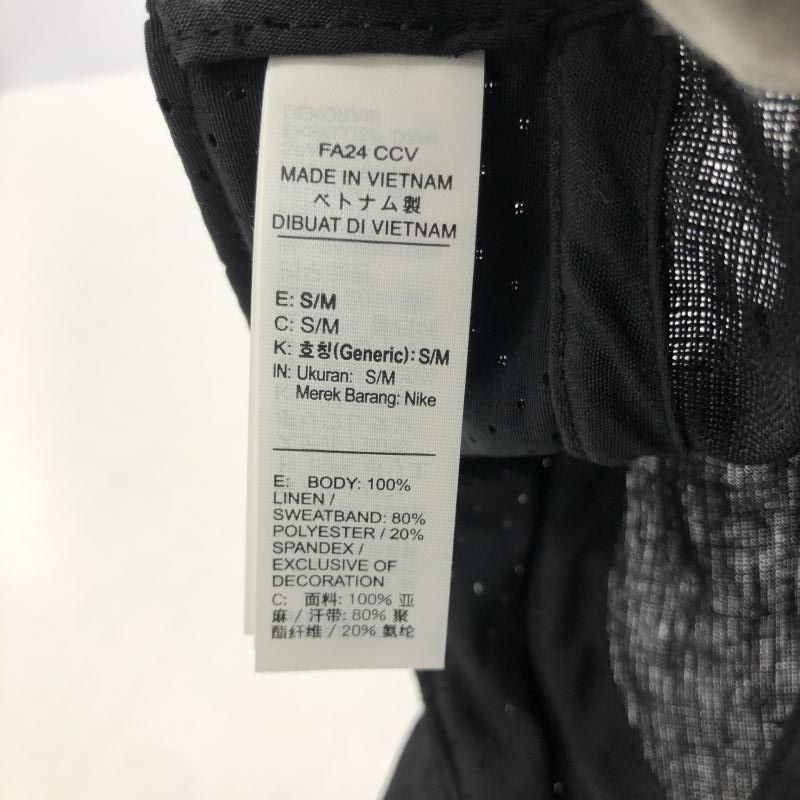 FA24 CCV
MADE IN VIETNAM
ベトナム製
DIBUAT DI VIETNAM
E: S/M
C: S/M
K: 호칭(Generic): S/M
IN: Ukuran: S/M
Merek Barang: Nike
E: BODY: 100%
LINEN /
SWEATBAND: 80%
POLYESTER / 20%
SPANDEX /
EXCLUSIVE OF
DECORATION
C: 面料: 100% 亚
麻 / 汗带: 80% 聚
酯纤维 / 20% 氨纶